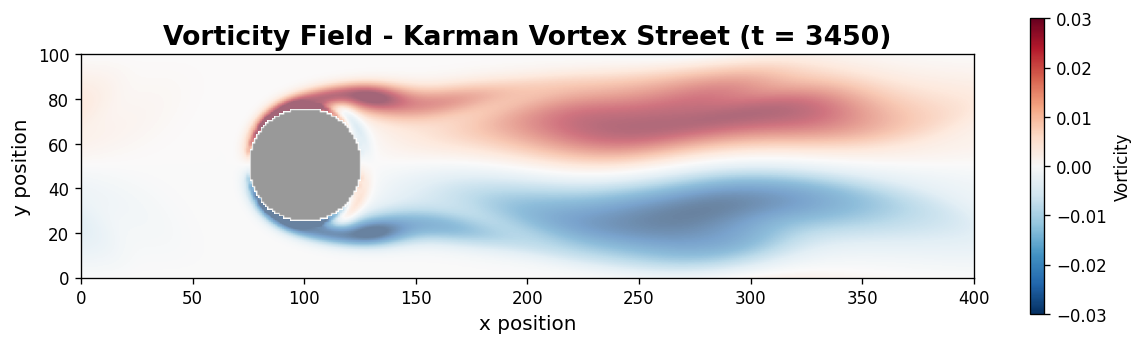 Vorticity Field - Karman Vortex Street (t = 3450)
100
80
60
40
20
0
y position
0 50 100 150 200 250 300 350 400
x position
0.03
0.02
0.01
0.00
−0.01
−0.02
−0.03
Vorticity